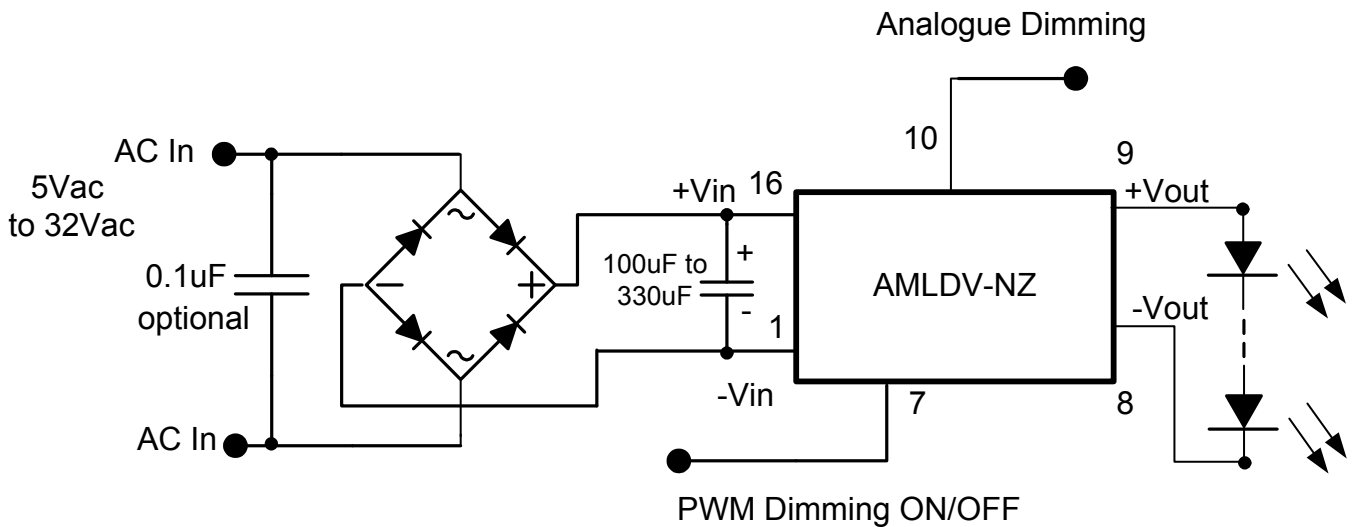 Analogue Dimming
10
9
AC In
5Vac
to 32Vac
+Vin
16
+Vout
0.1uF
optional
~
−
+
~
100uF to
330uF
+
-
AMLDV-NZ
-Vout
1
-Vin
7
8
AC In
PWM Dimming ON/OFF